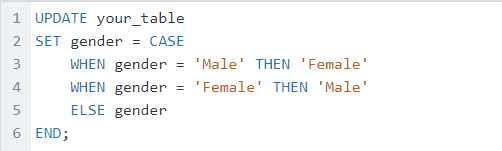 1 UPDATE your_table
2 SET gender = CASE
3     WHEN gender = 'Male' THEN 'Female'
4     WHEN gender = 'Female' THEN 'Male'
5     ELSE gender
6 END;